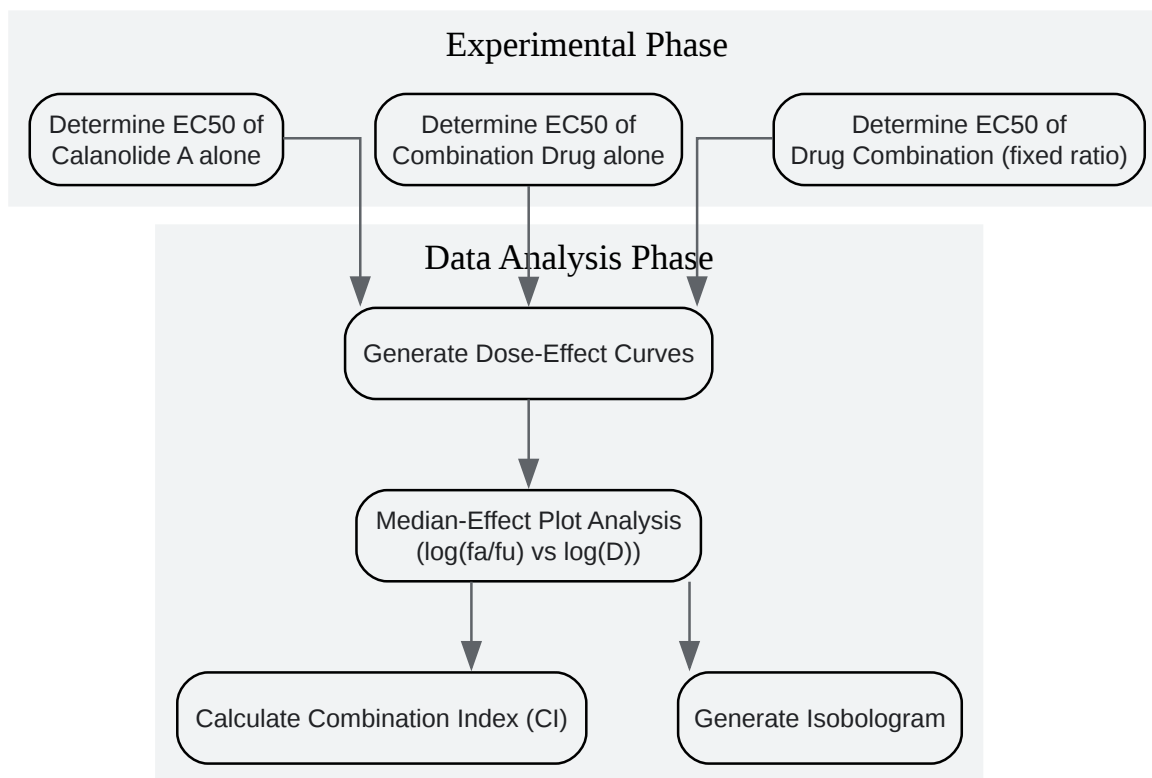 Experimental Phase
Determine EC50 of
Calanolide A alone
Determine EC50 of
Combination Drug alone
Determine EC50 of
Drug Combination (fixed ratio)
Data Analysis Phase
Generate Dose-Effect Curves
Median-Effect Plot Analysis
(log(fa/fu) vs log(D))
Calculate Combination Index (CI)
Generate Isobologram